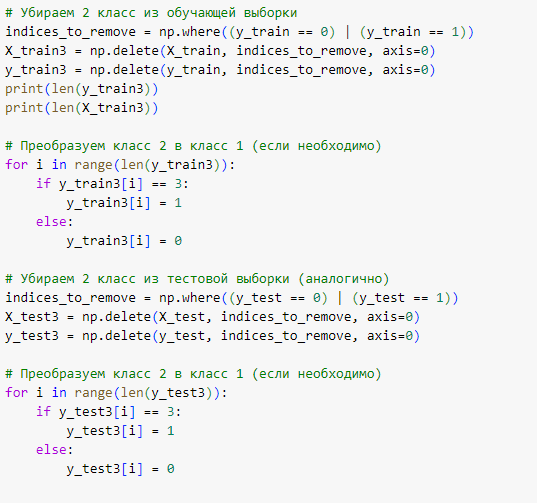 # Убираем 2 класс из обучающей выборки
indices_to_remove = np.where((y_train == 0) | (y_train == 1))
X_train3 = np.delete(X_train, indices_to_remove, axis=0)
y_train3 = np.delete(y_train, indices_to_remove, axis=0)
print(len(y_train3))
print(len(X_train3))

# Преобразуем класс 2 в класс 1 (если необходимо)
for i in range(len(y_train3)):
    if y_train3[i] == 3:
        y_train3[i] = 1
    else:
        y_train3[i] = 0

# Убираем 2 класс из тестовой выборки (аналогично)
indices_to_remove = np.where((y_test == 0) | (y_test == 1))
X_test3 = np.delete(X_test, indices_to_remove, axis=0)
y_test3 = np.delete(y_test, indices_to_remove, axis=0)

# Преобразуем класс 2 в класс 1 (если необходимо)
for i in range(len(y_test3)):
    if y_test3[i] == 3:
        y_test3[i] = 1
    else:
        y_test3[i] = 0